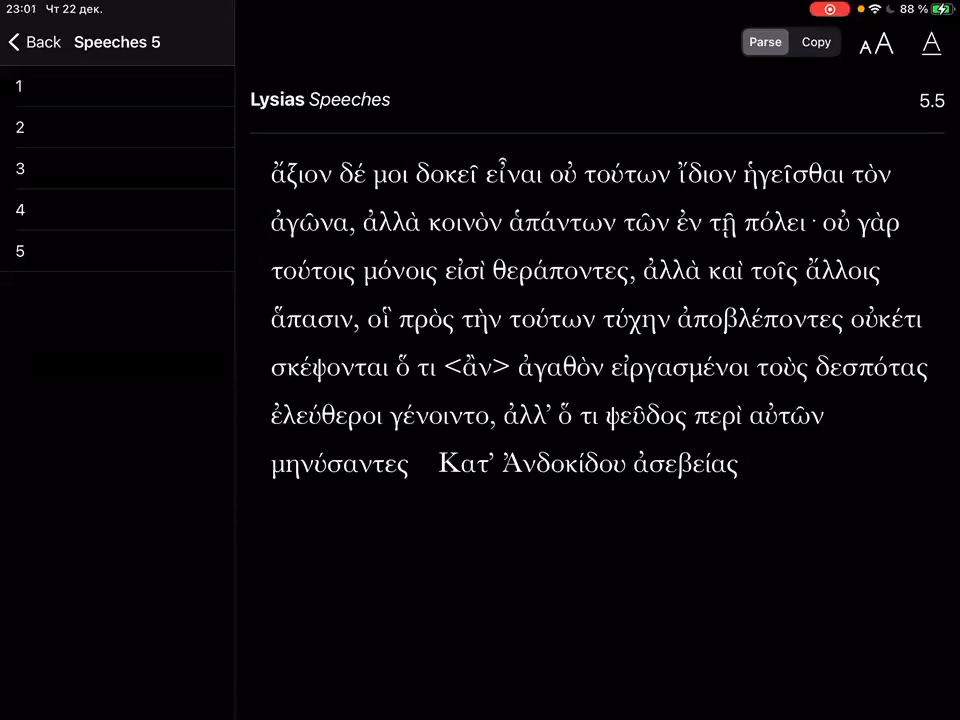 23:01 Чт 22 дек. 88 %
Back Speeches 5 Parse Copy AA A
1
2
3
4
5
Lysias Speeches 5.5
ἄξιον δέ μοι δοκεῖ εἶναι οὐ τούτων ἴδιον ἡγεῖσθαι τὸν
ἀγῶνα, ἀλλὰ κοινὸν ἁπάντων τῶν ἐν τῇ πόλει· οὐ γὰρ
τούτοις μόνοις εἰσὶ θεράποντες, ἀλλὰ καὶ τοῖς ἄλλοις
ἅπασιν, οἳ πρὸς τὴν τούτων τύχην ἀποβλέποντες οὐκέτι
σκέψονται ὅ τι <ἂν> ἀγαθὸν εἰργασμένοι τοὺς δεσπότας
ἐλεύθεροι γένοιντο, ἀλλ’ ὅ τι ψεῦδος περὶ αὐτῶν
μηνύσαντες Κατ’ Ἀνδοκίδου ἀσεβείας